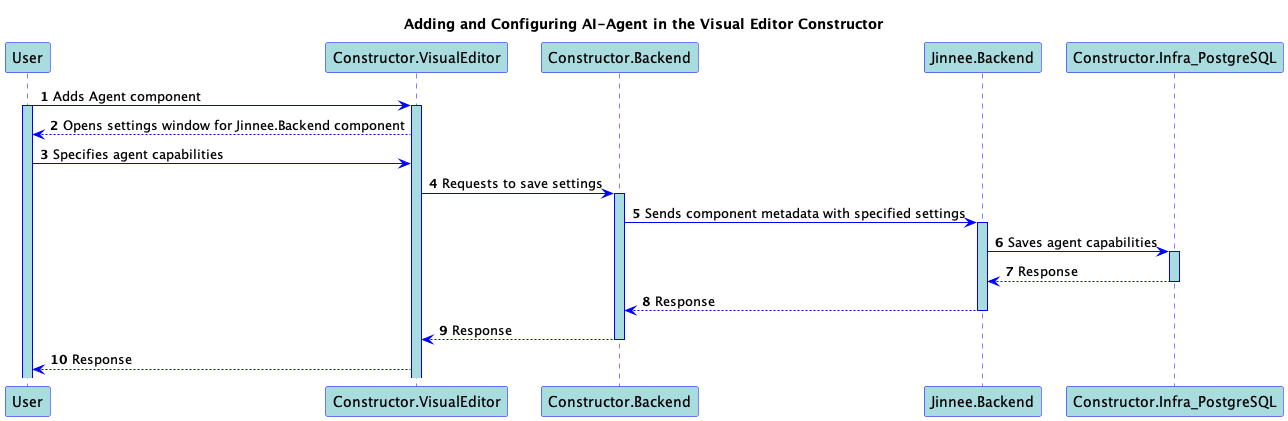 Adding and Configuring AI-Agent in the Visual Editor Constructor
User
Constructor.VisualEditor
Constructor.Backend
Jinnee.Backend
Constructor.Infra_PostgreSQL
1 Adds Agent component
2 Opens settings window for Jinnee.Backend component
3 Specifies agent capabilities
4 Requests to save settings
5 Sends component metadata with specified settings
6 Saves agent capabilities
7 Response
8 Response
9 Response
10 Response
User
Constructor.VisualEditor
Constructor.Backend
Jinnee.Backend
Constructor.Infra_PostgreSQL